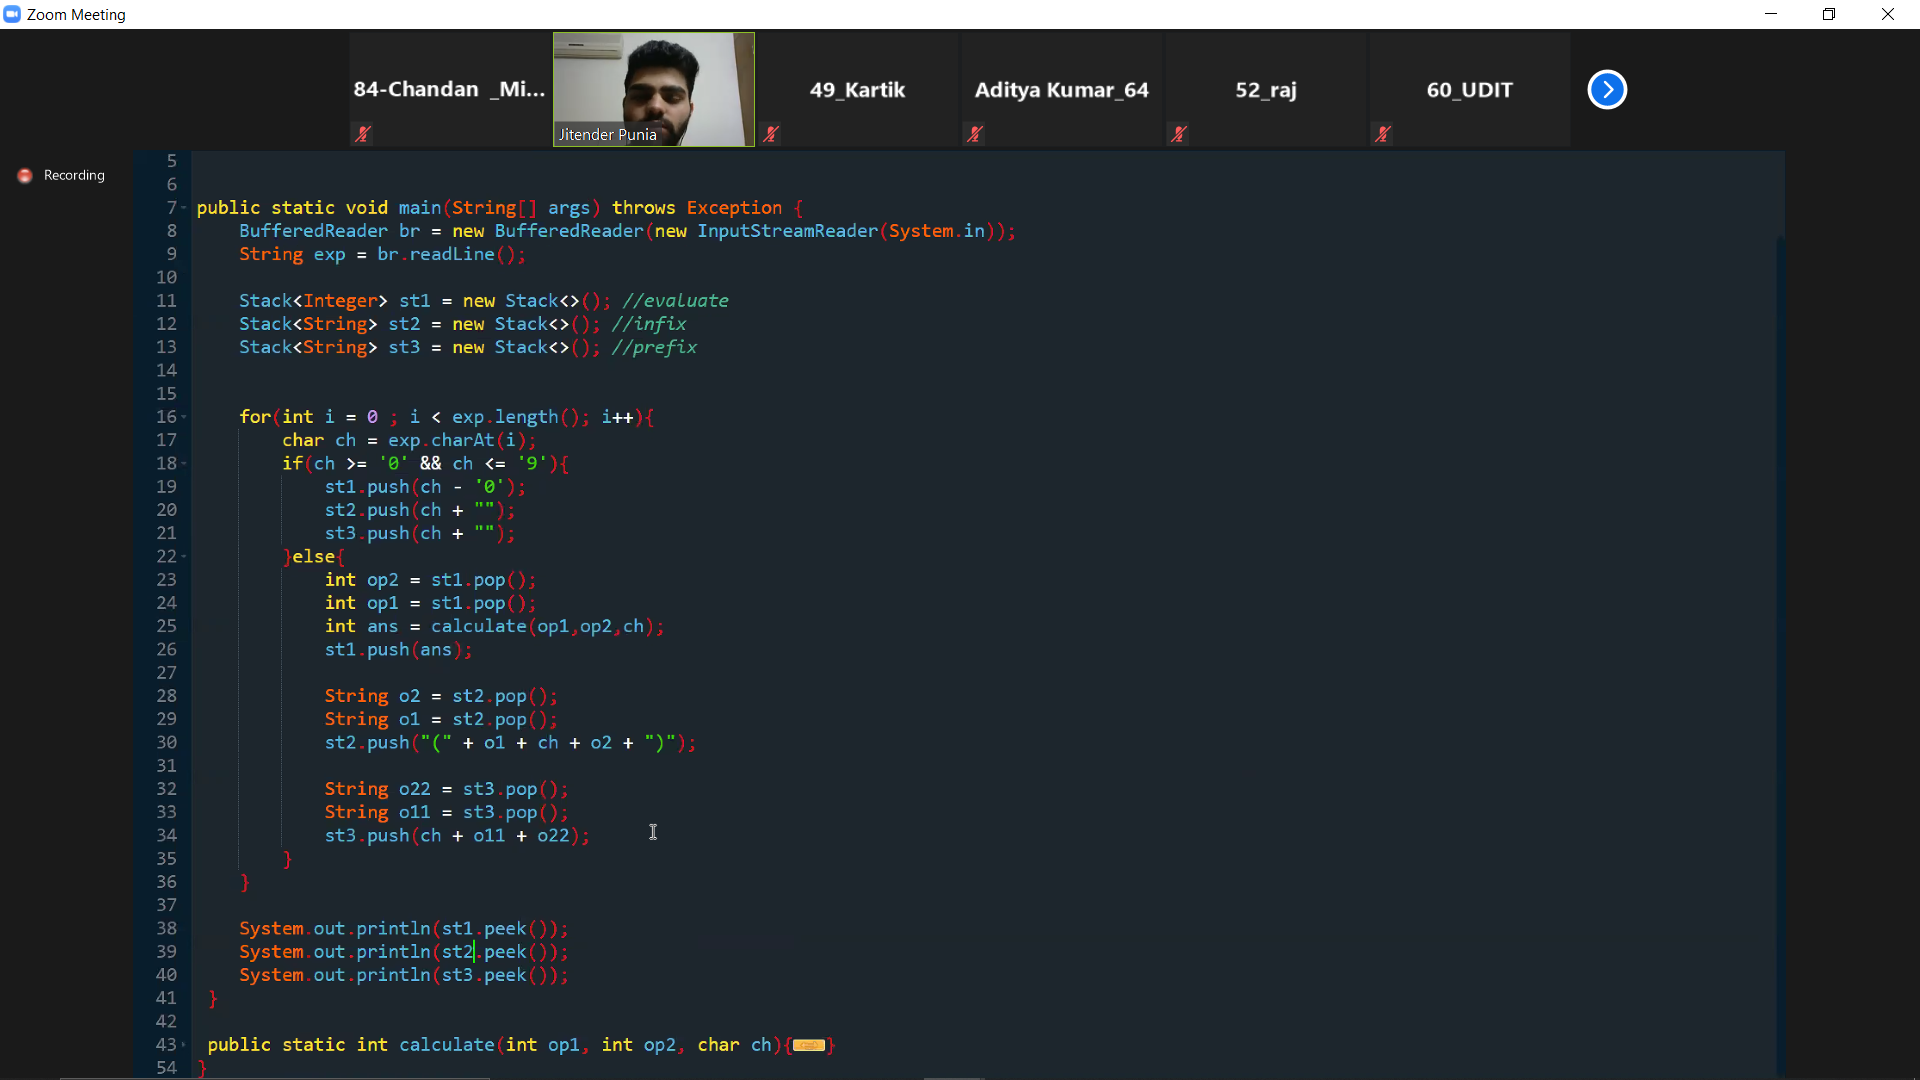 Zoom Meeting
84-Chandan _Mi...
Jitender Punia
49_Kartik
Aditya Kumar_64
52_raj
60_UDIT
Recording
5
6
7 public static void main(String[] args) throws Exception {
8 BufferedReader br = new BufferedReader(new InputStreamReader(System.in));
9 String exp = br.readLine();
10
11 Stack<Integer> st1 = new Stack<>(); //evaluate
12 Stack<String> st2 = new Stack<>(); //infix
13 Stack<String> st3 = new Stack<>(); //prefix
14
15
16 for(int i = 0 ; i < exp.length(); i++){
17 char ch = exp.charAt(i);
18 if(ch >= '0' && ch <= '9'){
19 st1.push(ch - '0');
20 st2.push(ch + "");
21 st3.push(ch + "");
22 }else{
23 int op2 = st1.pop();
24 int op1 = st1.pop();
25 int ans = calculate(op1,op2,ch);
26 st1.push(ans);
27
28 String o2 = st2.pop();
29 String o1 = st2.pop();
30 st2.push("(" + o1 + ch + o2 + ")");
31
32 String o22 = st3.pop();
33 String o11 = st3.pop();
34 st3.push(ch + o11 + o22);
35 }
36 }
37
38 System.out.println(st1.peek());
39 System.out.println(st2.peek());
40 System.out.println(st3.peek());
41 }
42
43 public static int calculate(int op1, int op2, char ch){}
54 }